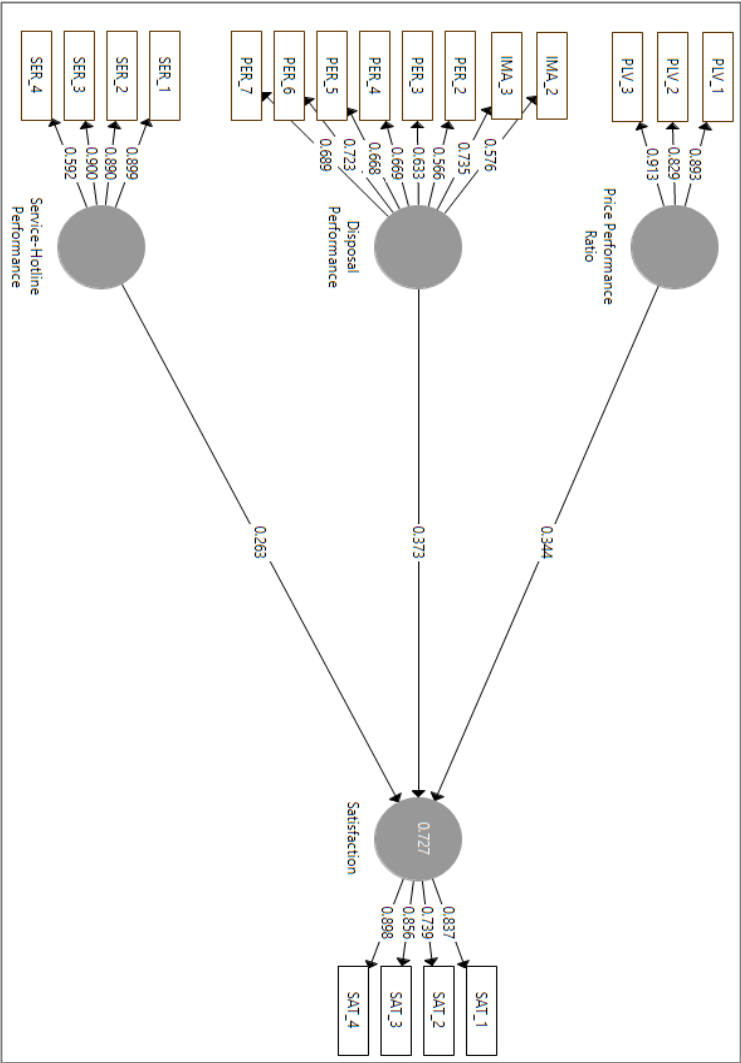 PLV_1
PLV_2
PLV_3
0.893
0.829
0.913
Price Performance
Ratio
IMA_2
IMA_3
PER_2
PER_3
PER_4
PER_5
PER_6
PER_7
0.576
0.735
0.566
0.633
0.669
0.668
0.723
0.689
Disposal
Performance
SER_1
SER_2
SER_3
SER_4
0.899
0.890
0.900
0.592
Service-Hotline
Performance
0.344
0.373
0.263
0.727
Satisfaction
0.837
0.739
0.856
0.898
SAT_1
SAT_2
SAT_3
SAT_4